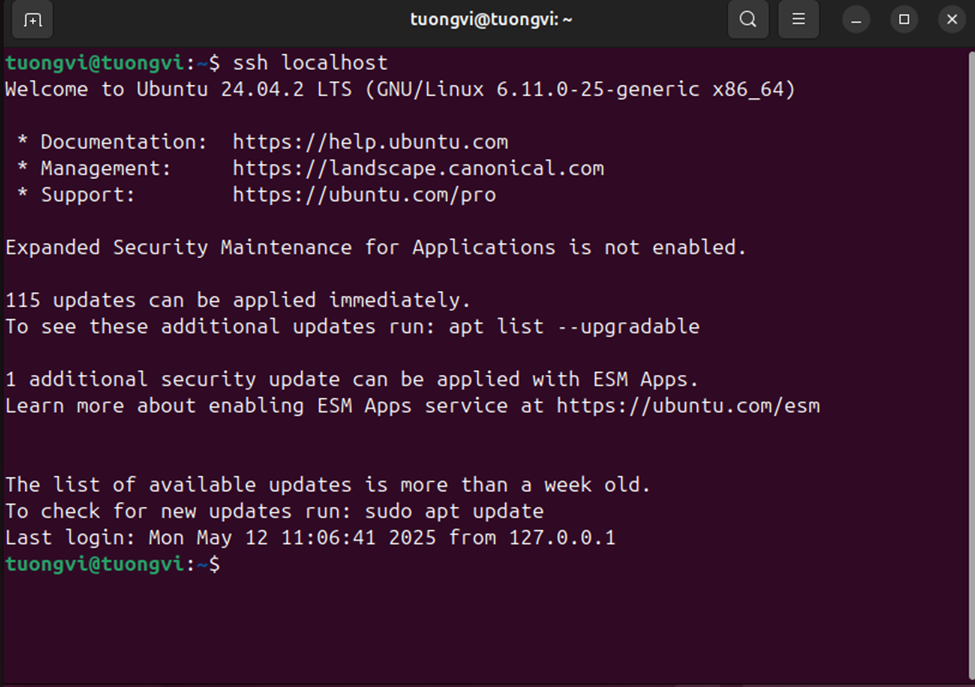 tuongvi@tuongvi: ~
tuongvi@tuongvi:~$ ssh localhost
Welcome to Ubuntu 24.04.2 LTS (GNU/Linux 6.11.0-25-generic x86_64)
 * Documentation:  https://help.ubuntu.com
 * Management:     https://landscape.canonical.com
 * Support:        https://ubuntu.com/pro
Expanded Security Maintenance for Applications is not enabled.
115 updates can be applied immediately.
To see these additional updates run: apt list --upgradable
1 additional security update can be applied with ESM Apps.
Learn more about enabling ESM Apps service at https://ubuntu.com/esm
The list of available updates is more than a week old.
To check for new updates run: sudo apt update
Last login: Mon May 12 11:06:41 2025 from 127.0.0.1
tuongvi@tuongvi:~$